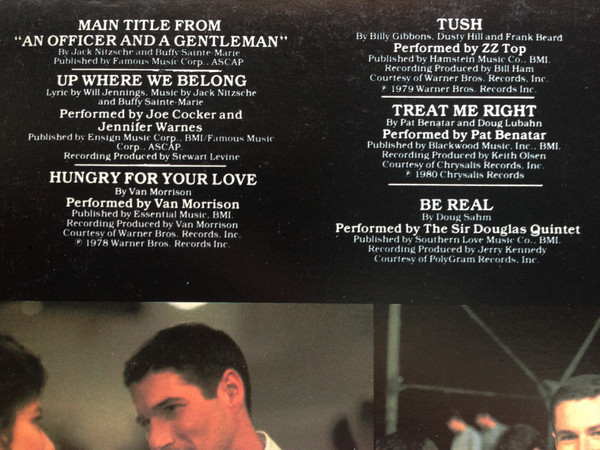 MAIN TITLE FROM
"AN OFFICER AND A GENTLEMAN"
By Jack Nitzsche and Buffy Sainte-Marie
Published by Famous Music Corp., ASCAP
UP WHERE WE BELONG
Lyric by Will Jennings, Music by Jack Nitzsche
and Buffy Sainte-Marie
Performed by Joe Cocker and
Jennifer Warnes
Published by Ensign Music Corp., BMI/Famous Music
Corp., ASCAP.
Recording Produced by Stewart Levine
HUNGRY FOR YOUR LOVE
By Van Morrison
Performed by Van Morrison
Published by Essential Music, BMI.
Recording Produced by Van Morrison
Courtesy of Warner Bros. Records, Inc.
℗ 1978 Warner Bros. Records Inc.
TUSH
By Billy Gibbons, Dusty Hill and Frank Beard
Performed by ZZ Top
Published by Hamstein Music Co., BMI.
Recording Produced by Bill Ham
Courtesy of Warner Bros. Records, Inc.
℗ 1979 Warner Bros. Records Inc.
TREAT ME RIGHT
By Pat Benatar and Doug Lubahn
Performed by Pat Benatar
Published by Blackwood Music, Inc., BMI
Recording Produced by Keith Olsen
Courtesy of Chrysalis Records, Inc.
℗ 1980 Chrysalis Records
BE REAL
By Doug Sahm
Performed by The Sir Douglas Quintet
Published by Southern Love Music Co., BMI.
Recording Produced by Jerry Kennedy
Courtesy of PolyGram Records, Inc.